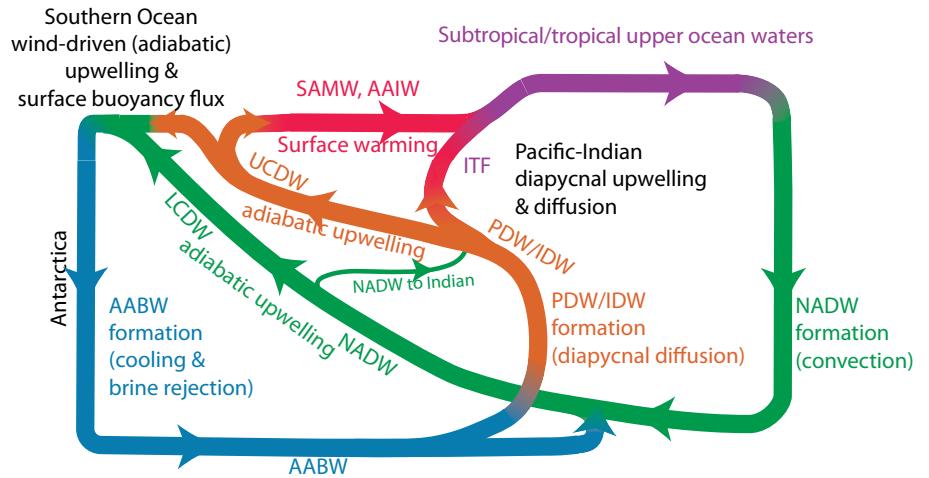 Southern Ocean
wind-driven (adiabatic)
upwelling &
surface buoyancy flux
Subtropical/tropical upper ocean waters
SAMW, AAIW
Surface warming
ITF
Pacific-Indian
diapycnal upwelling
& diffusion
UCDW
adiabatic upwelling
PDW/IDW
LCDW
adiabatic upwelling
NADW to Indian
NADW
Antarctica
AABW
formation
(cooling &
brine rejection)
PDW/IDW
formation
(diapycnal diffusion)
NADW
formation
(convection)
AABW